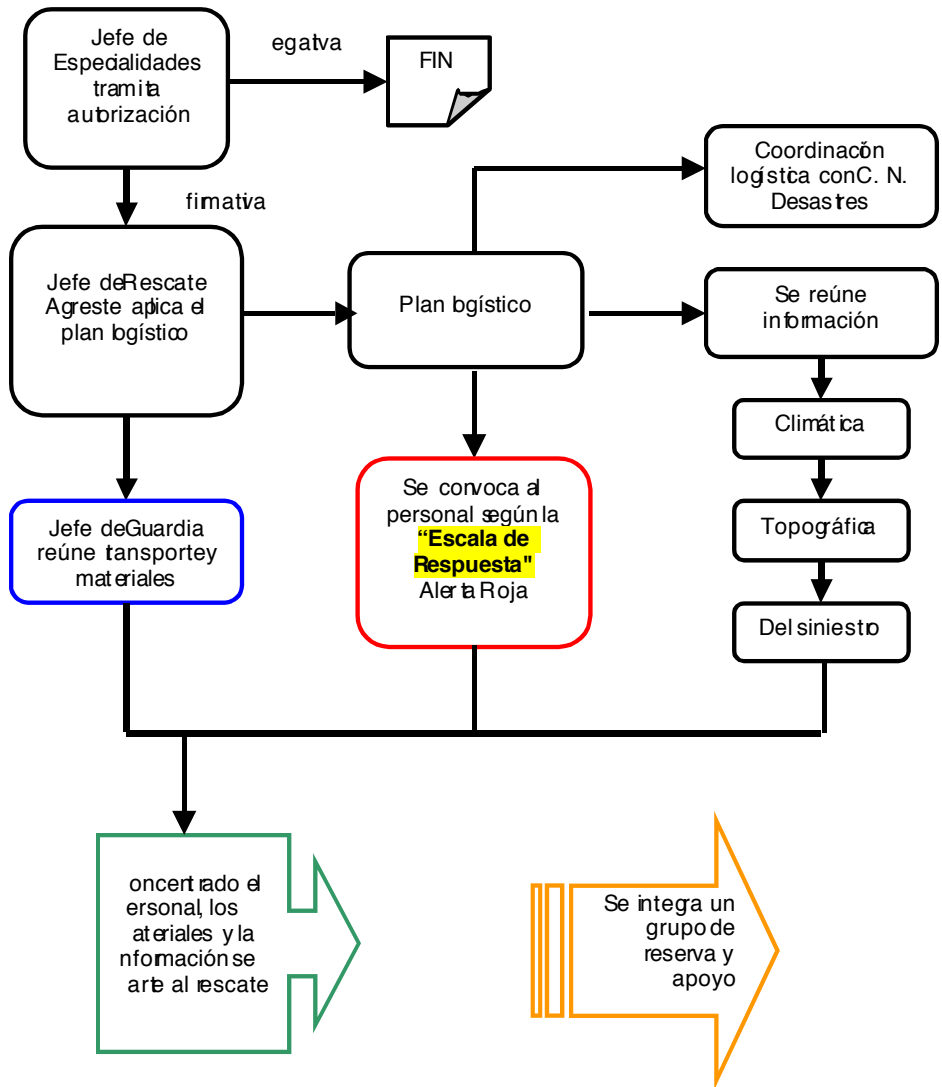 Jefe de
Especialidades
tramita
autorización
egatva
FIN
firmativa
Coordinación
logística con C. N.
Desastres
Jefe de Rescate
Agreste aplica el
plan logístico
Plan logístico
Se reúne
información
Climática
Topográfica
Del siniestro
Jefe de Guardia
reúne transporte y
materiales
Se convoca al
personal según la
“Escala de
Respuesta"
Alerta Roja
oncentrado el
ersonal, los
ateriales y la
nformación se
arte al rescate
Se integra un
grupo de
reserva y
apoyo